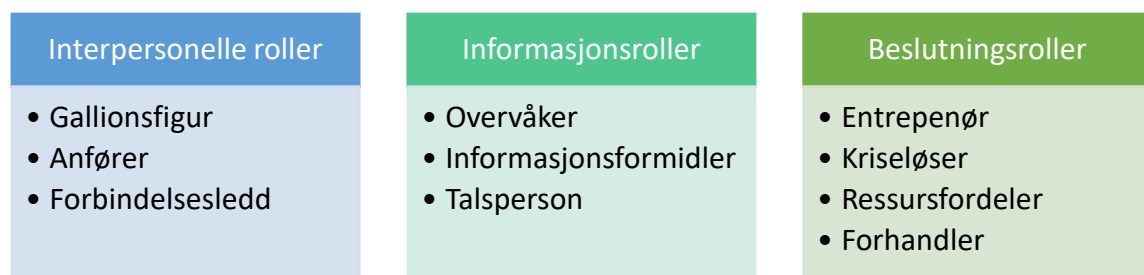 Interpersonelle roller
• Gallionsfigur
• Anfører
• Forbindelsesledd
Informasjonsroller
• Overvåker
• Informasjonsformidler
• Talsperson
Beslutningsroller
• Entrepenør
• Kriseløser
• Ressursfordeler
• Forhandler